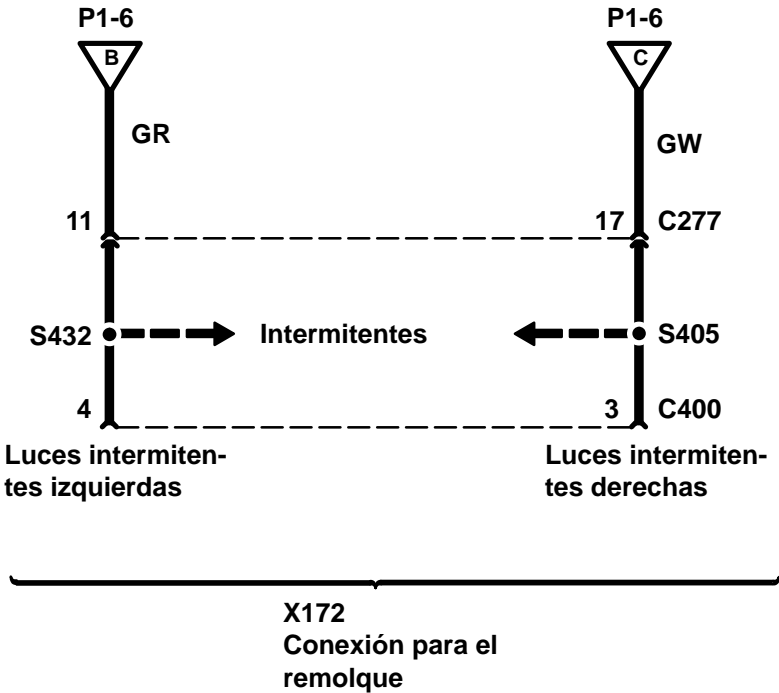 P1-6 P1-6
B C
GR
GW
11 17 C277
S432 Intermitentes S405
4 3 C400
Luces intermiten-
tes izquierdas
Luces intermiten-
tes derechas
X172
Conexión para el
remolque